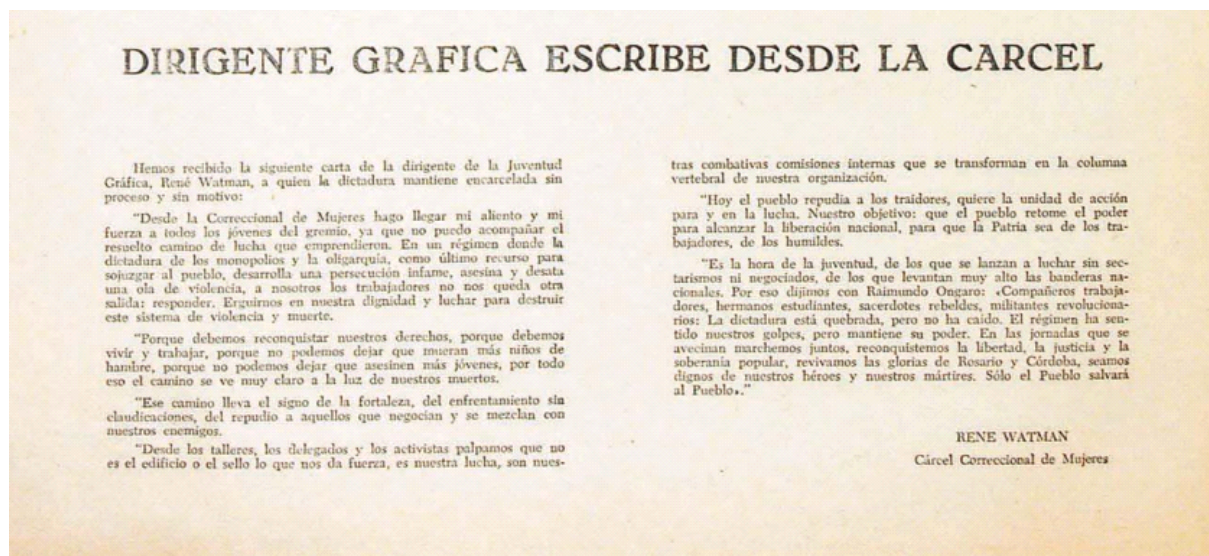 DIRIGENTE GRAFICA ESCRIBE DESDE LA CARCEL
Hemos recibido la siguiente carta de la dirigente de la Juventud
Gráfica, René Watman, a quien la dictadura mantiene encarcelada sin
proceso y sin motivo:
"Desde la Correccional de Mujeres hago llegar mi aliento y mi
fuerza a todos los jóvenes del gremio, ya que no puedo acompañar el
resuelto camino de lucha que emprendieron. En un régimen donde la
dictadura de los monopolios y la oligarquía, como último recurso para
sojuzgar al pueblo, desarrolla una persecución infame, asesina y desata
una ola de violencia, a nosotros los trabajadores no nos queda otra
salida: responder. Erguirnos en nuestra dignidad y luchar para destruir
este sistema de violencia y muerte.
"Porque debemos reconquistar nuestros derechos, porque debemos
vivir y trabajar, porque no podemos dejar que mueran más niños de
hambre, porque no podemos dejar que asesinen más jóvenes, por todo
eso el camino se ve muy claro a la luz de nuestros muertos.
"Ese camino lleva el signo de la fortaleza, del enfrentamiento sin
claudicaciones, del repudio a aquellos que negocian y se mezclan con
nuestros enemigos.
"Desde los talleres, los delegados y los activistas palpamos que no
es el edificio o el sello lo que nos da fuerza, es nuestra lucha, son nues-
tras combativas comisiones internas que se transforman en la columna
vertebral de nuestra organización.
"Hoy el pueblo repudia a los traidores, quiere la unidad de acción
para y en la lucha. Nuestro objetivo: que el pueblo retome el poder
para alcanzar la liberación nacional, para que la Patria sea de los tra-
bajadores, de los humildes.
"Es la hora de la juventud, de los que se lanzan a luchar sin sec-
tarismos ni negociados, de los que levantan muy alto las banderas na-
cionales. Por eso dijimos con Raimundo Ongaro: «Compañeros trabaja-
dores, hermanos estudiantes, sacerdotes rebeldes, militantes revoluciona-
rios: La dictadura está quebrada, pero no ha caído. El régimen ha sen-
tido nuestros golpes, pero mantiene su poder. En las jornadas que se
avecinan marchemos juntos, reconquistemos la libertad, la justicia y la
soberanía popular, revivamos las glorias de Rosario y Córdoba, seamos
dignos de nuestros héroes y nuestros mártires. Sólo el Pueblo salvará
al Pueblo»."
RENE WATMAN
Cárcel Correccional de Mujeres